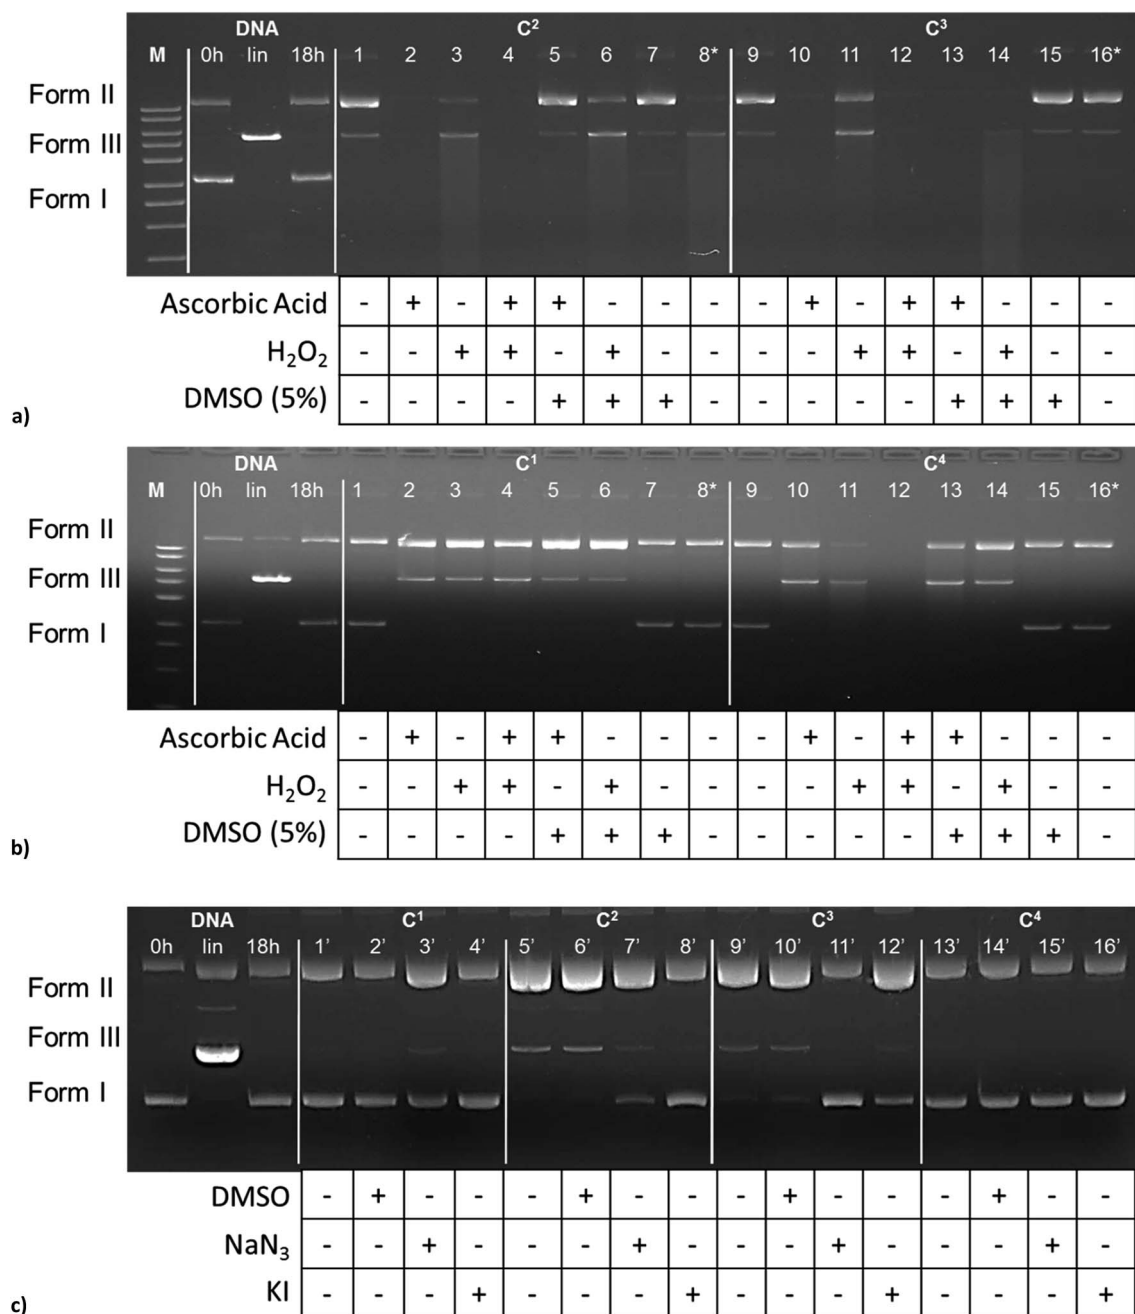 DNA C² C³
M 0h lin 18h 1 2 3 4 5 6 7 8* 9 10 11 12 13 14 15 16*
Form II
Form III
Form I
Ascorbic Acid - + - + + - - - - + - + + - - -
H₂O₂ - - + + - + - - - - + + - + - -
DMSO (5%) - - - - + + + - - - - - + + + -
a)
DNA C¹ C⁴
M 0h lin 18h 1 2 3 4 5 6 7 8* 9 10 11 12 13 14 15 16*
Form II
Form III
Form I
Ascorbic Acid - + - + + - - - - + - + + - - -
H₂O₂ - - + + - + - - - - + + - + - -
DMSO (5%) - - - - + + + - - - - - + + + -
b)
DNA C¹ C² C³ C⁴
0h lin 18h 1' 2' 3' 4' 5' 6' 7' 8' 9' 10' 11' 12' 13' 14' 15' 16'
Form II
Form III
Form I
DMSO - + - - - + - - - + - - - + - -
NaN₃ - - + - - - + - - - + - - - + -
KI - - - + - - - + - - - + - - - +
c)